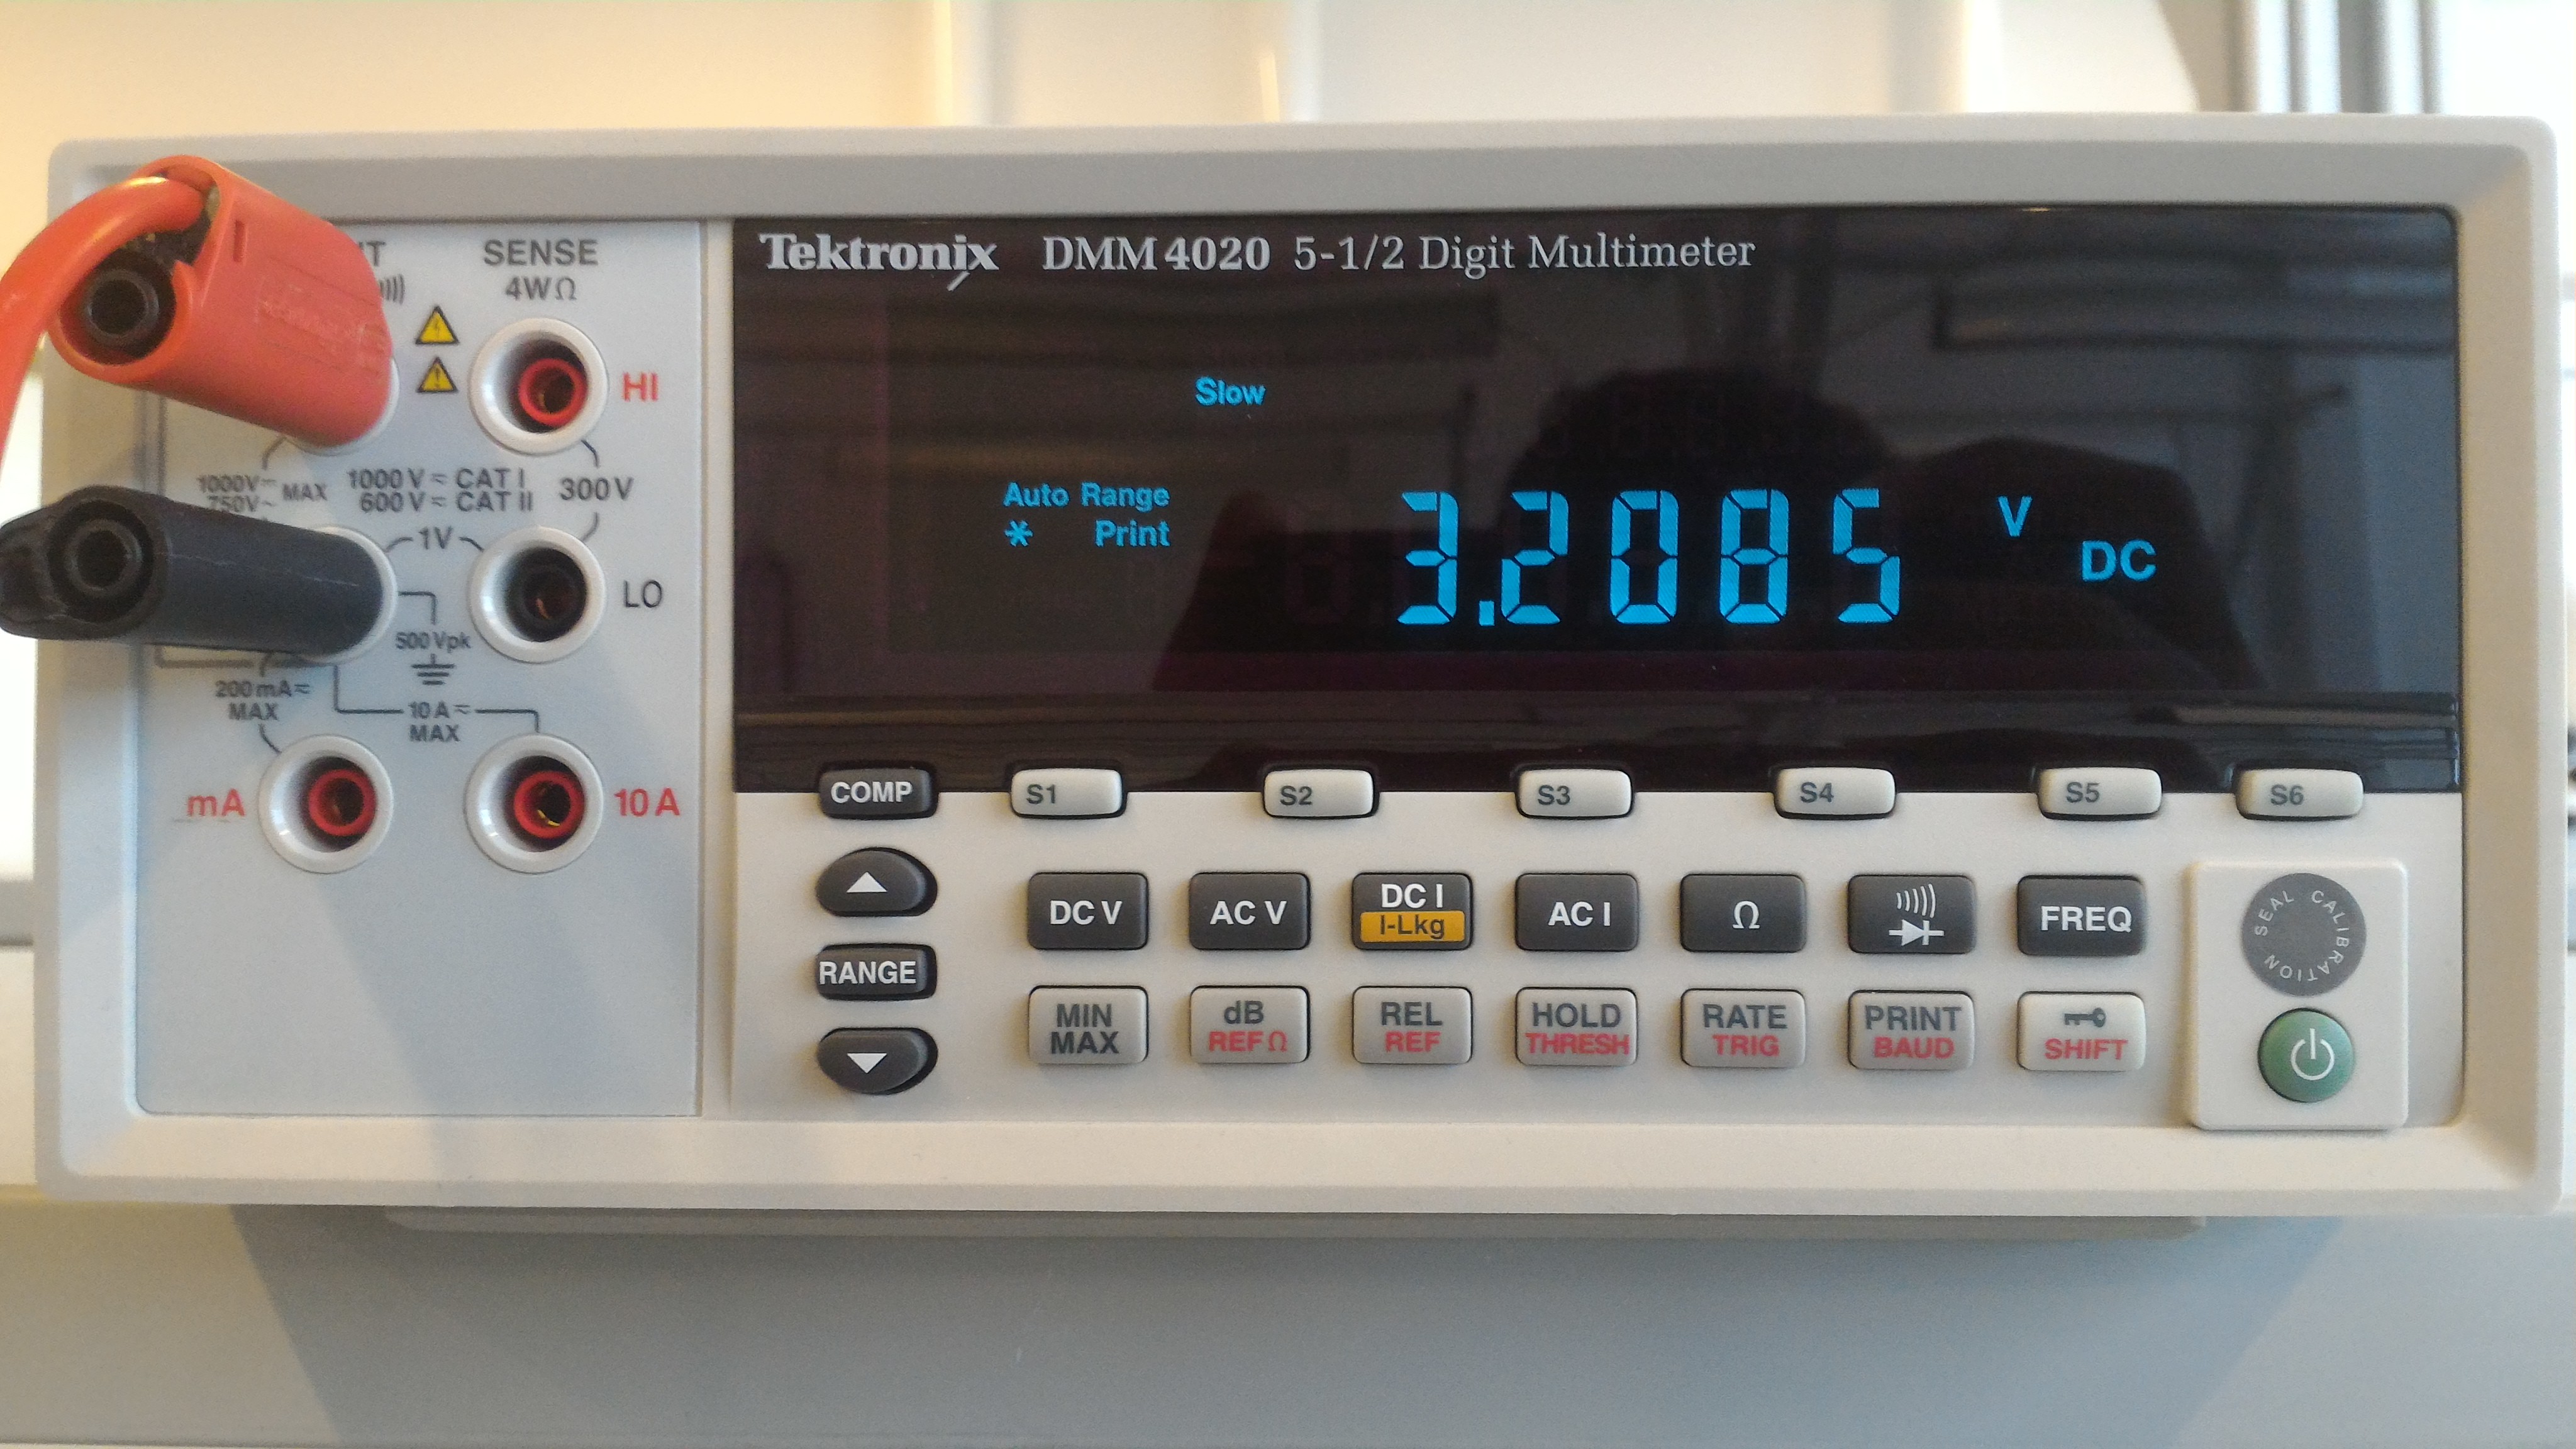 Tektronix DMM 4020 5-1/2 Digit Multimeter
SENSE
4W Ω
HI
1000V
750V~
MAX
1000 V CAT I
600 V CAT II
300 V
1V
LO
500 Vpk
200 mA
MAX
10 A
MAX
mA
10 A
Slow
Auto Range
* Print
3.2085 V DC
COMP
S1 S2 S3 S4 S5 S6
RANGE
DC V
AC V
DC I
I-Lkg
AC I
Ω
FREQ
MIN
MAX
dB
REF Ω
REL
REF
HOLD
THRESH
RATE
TRIG
PRINT
BAUD
SHIFT
CALIBRATION SEAL